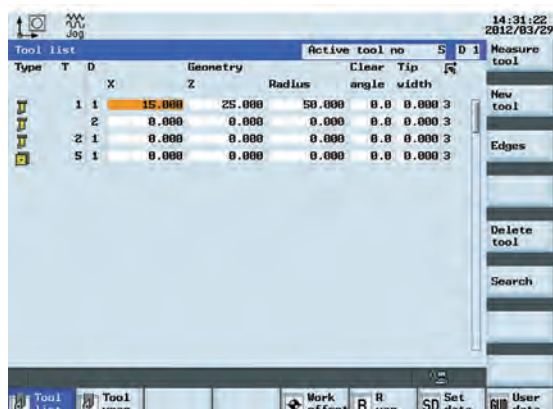 Jog
14:31:22
2012/03/29
Tool list
Active tool no 5 D 1
Measure
tool
Type T D Geometry Clear Tip
X Z Radius angle width
1 1 15.000 25.000 50.000 0.0 0.000 3
2 0.000 0.000 0.000 0.0 0.000 3
2 1 0.000 0.000 0.000 0.0 0.000 3
5 1 0.000 0.000 0.000 0.0 0.000 3
New
tool
Edges
Delete
tool
Search
Tool
list
Tool
wear
Work
offset
R R
var
SD Set
data
GUD User
data